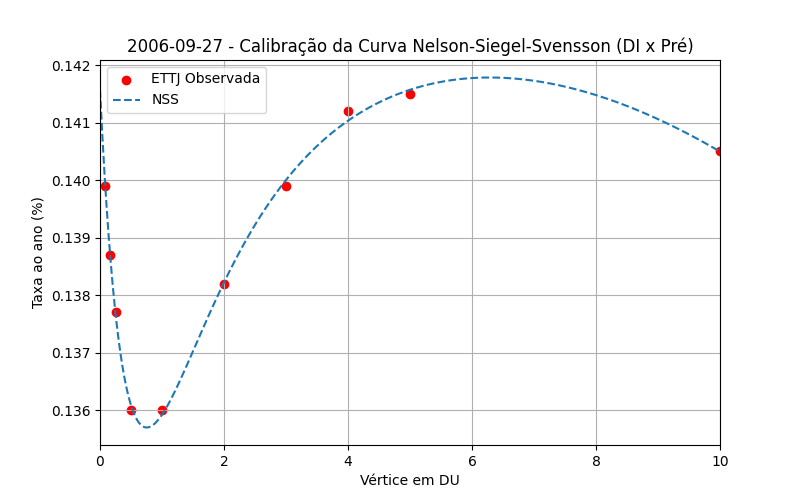 2006-09-27 - Calibração da Curva Nelson-Siegel-Svensson (DI x Pré)
ETTJ Observada
NSS
Taxa ao ano (%)
0.142
0.141
0.140
0.139
0.138
0.137
0.136
0 2 4 6 8 10
Vértice em DU